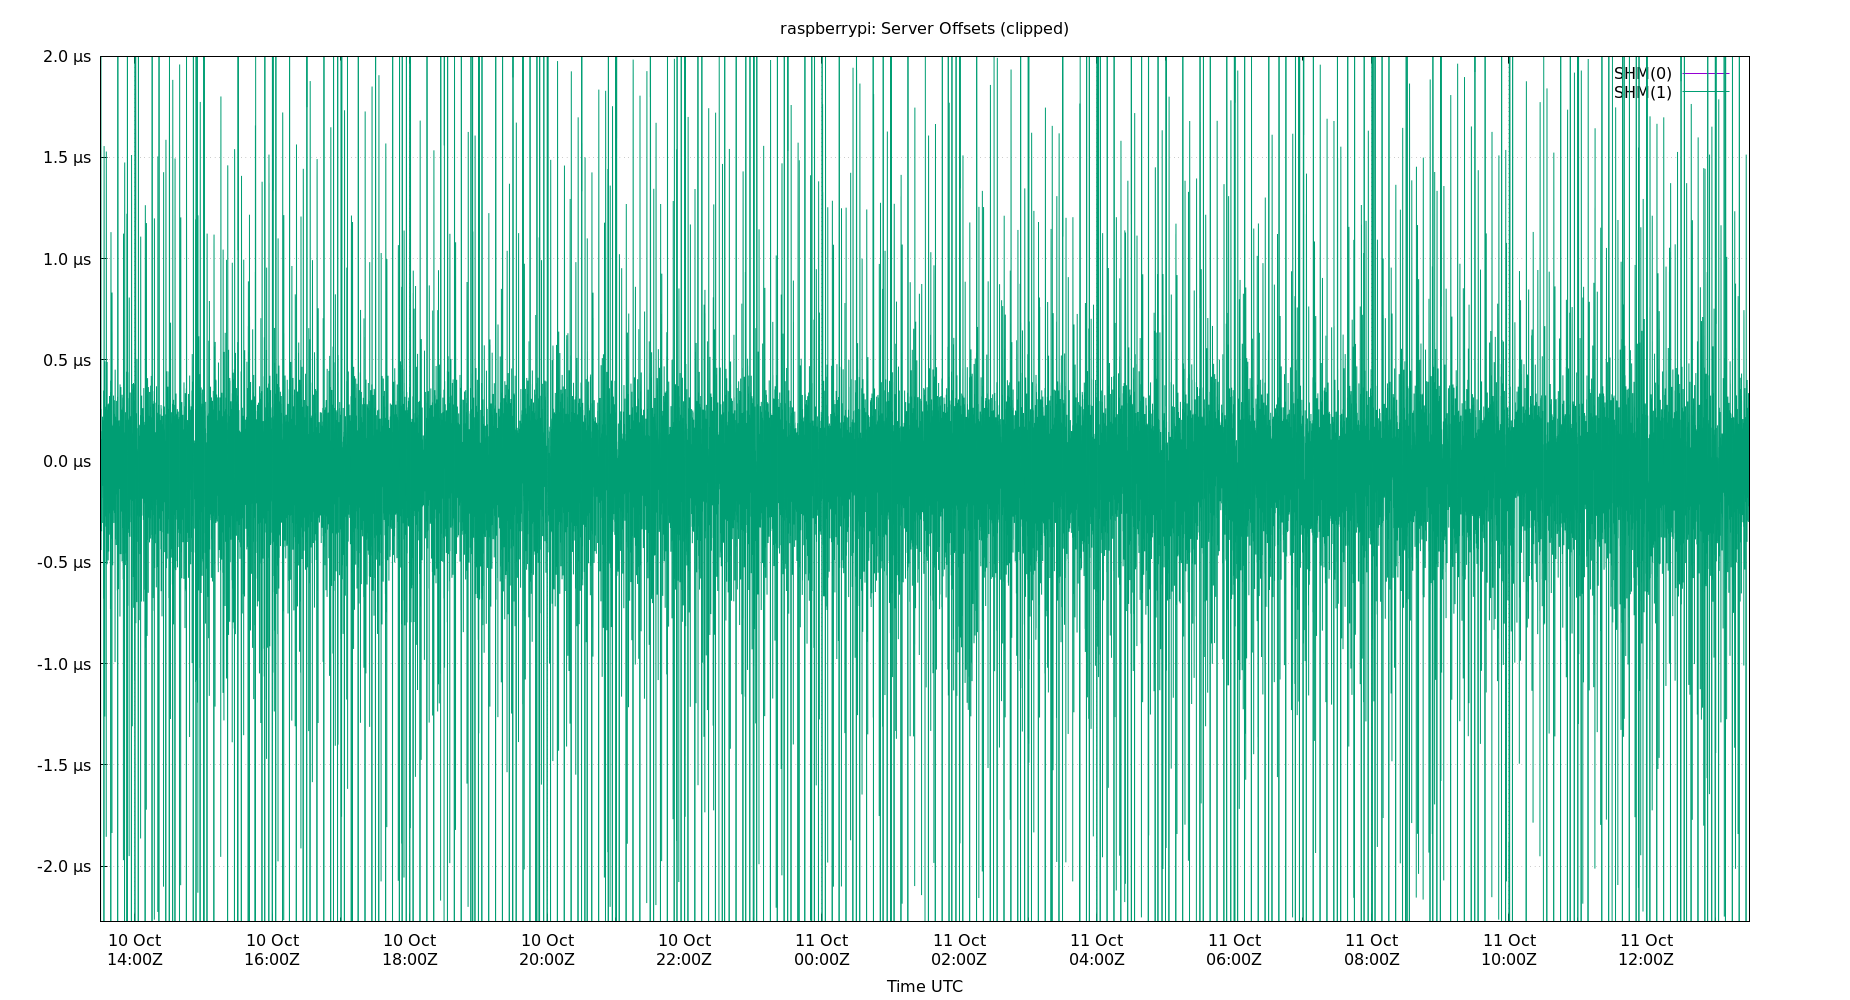 raspberrypi: Server Offsets (clipped)
2.0 µs
1.5 µs
1.0 µs
0.5 µs
0.0 µs
-0.5 µs
-1.0 µs
-1.5 µs
-2.0 µs
SHM(0)
SHM(1)
10 Oct 10 Oct 10 Oct 10 Oct 10 Oct 11 Oct 11 Oct 11 Oct 11 Oct 11 Oct 11 Oct 11 Oct
14:00Z 16:00Z 18:00Z 20:00Z 22:00Z 00:00Z 02:00Z 04:00Z 06:00Z 08:00Z 10:00Z 12:00Z
Time UTC